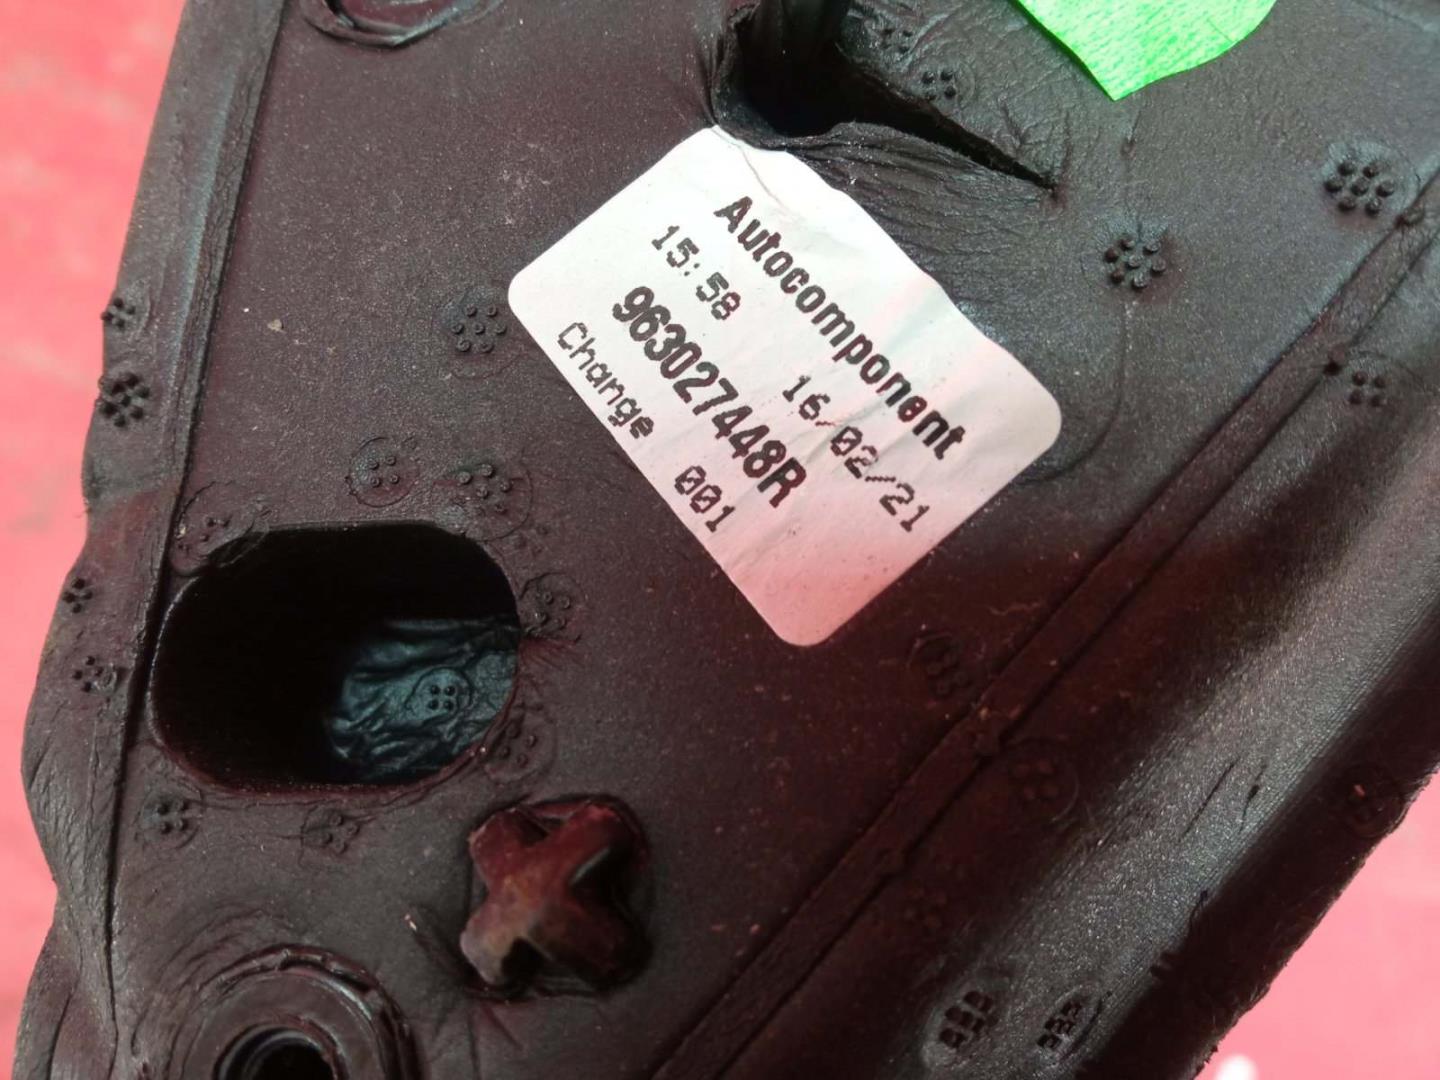 Autocomponent
15:58 16/02/21
963027448R
Change 001